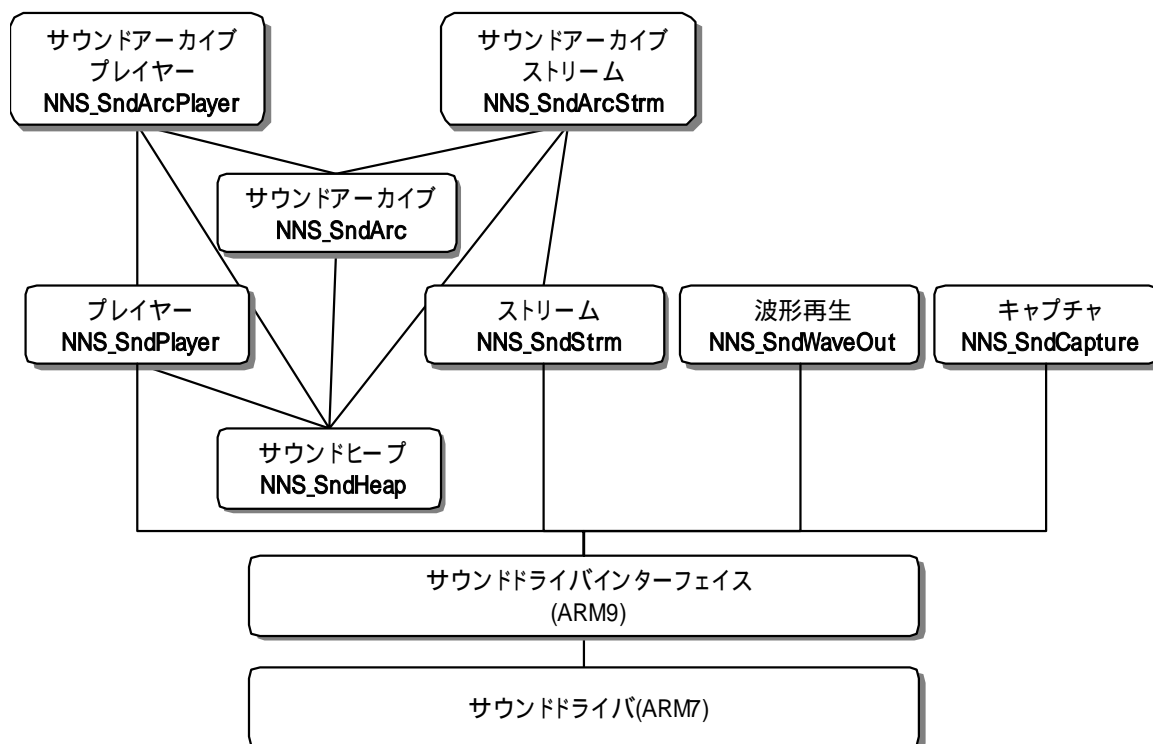 サウンドアーカイブ
プレイヤー
NNS_SndArcPlayer
サウンドアーカイブ
ストリーム
NNS_SndArcStrm
サウンドアーカイブ
NNS_SndArc
プレイヤー
NNS_SndPlayer
ストリーム
NNS_SndStrm
波形再生
NNS_SndWaveOut
キャプチャ
NNS_SndCapture
サウンドヒープ
NNS_SndHeap
サウンドドライバインターフェイス
(ARM9)
サウンドドライバ(ARM7)